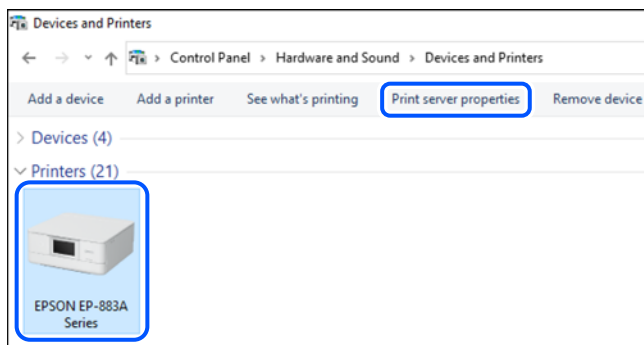 Devices and Printers
Control Panel > Hardware and Sound > Devices and Printers
Add a device Add a printer See what's printing Print server properties Remove device
Devices (4)
Printers (21)
EPSON EP-883A
Series